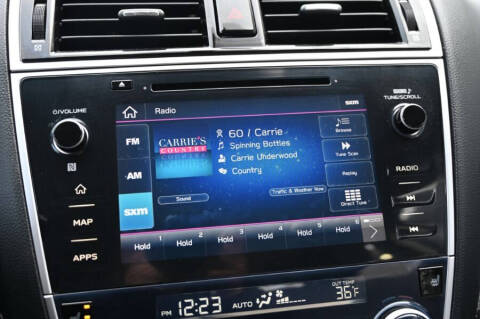 VOLUME
TUNE/SCROLL
Radio
sxm
FM
AM
sxm
CARRIE'S
COUNTRY
60 / Carrie
Spinning Bottles
Carrie Underwood
Country
Browse
Tune Scan
Replay
Direct Tune
Traffic & Weather Now
Sound
Hold 1
Hold 2
Hold 3
Hold 4
Hold 5
Hold 6
MAP
APPS
RADIO
PM 12:23
AUTO
OUT TEMP
36°F